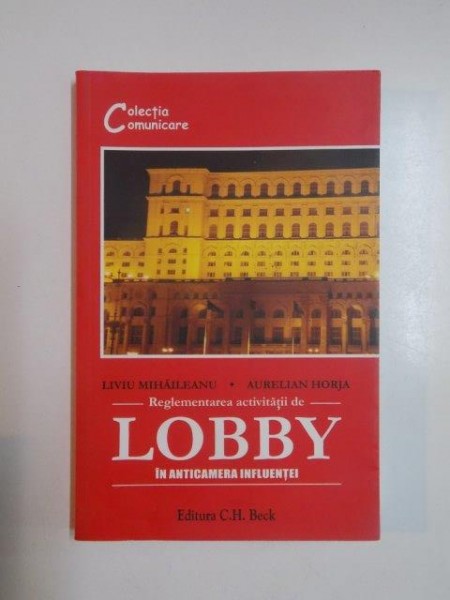 Colecția
Comunicare
LIVIU MIHĂILEANU • AURELIAN HORJA
Reglementarea activității de
LOBBY
ÎN ANTICAMERA INFLUENȚEI
Editura C.H. Beck